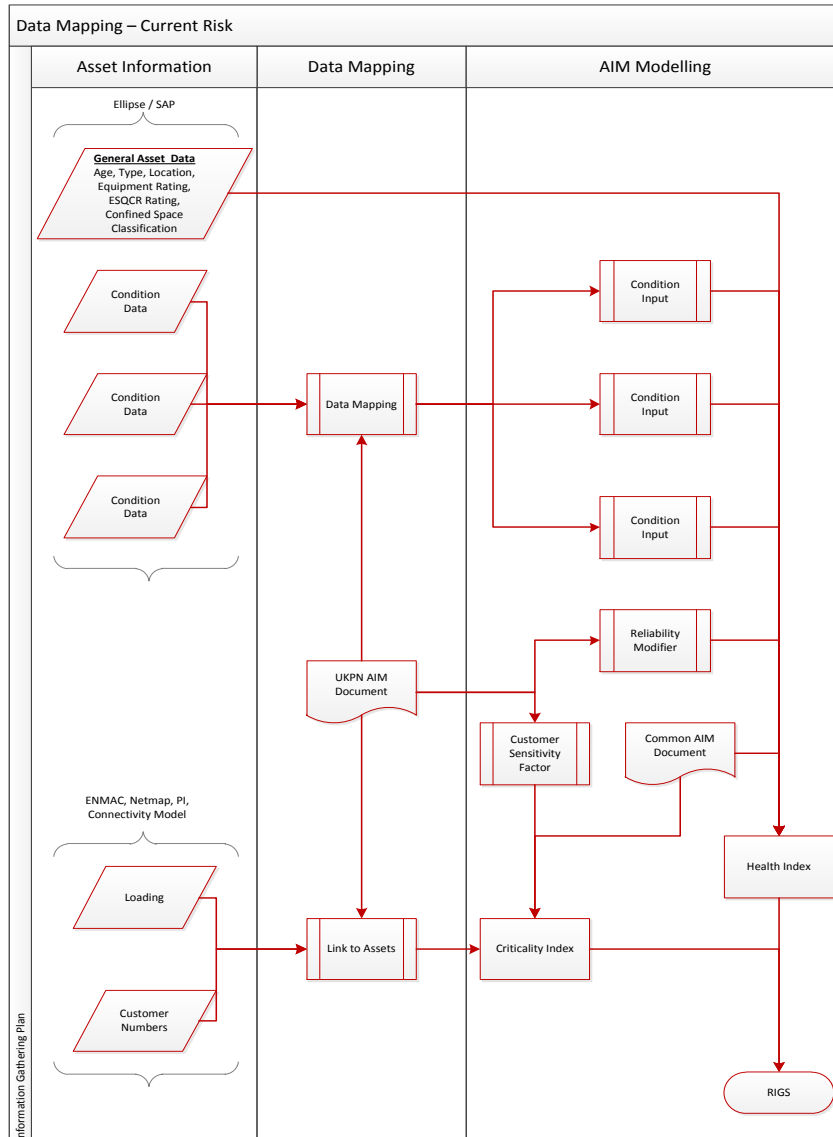 Data Mapping – Current Risk
Asset Information
Data Mapping
AIM Modelling
Ellipse / SAP
General Asset Data
Age, Type, Location,
Equipment Rating,
ESQCR Rating,
Confined Space
Classification
Condition
Data
Condition
Input
Condition
Data
Data Mapping
Condition
Input
Condition
Data
Condition
Input
Reliability
Modifier
UKPN AIM
Document
Customer
Sensitivity
Factor
Common AIM
Document
ENMAC, Netmap, PI,
Connectivity Model
Health Index
Loading
Link to Assets
Criticality Index
Customer
Numbers
RIGS
Information Gathering Plan